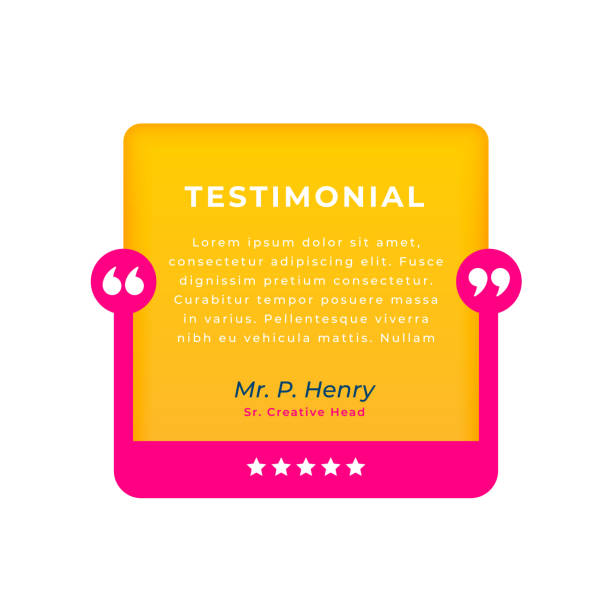 TESTIMONIAL
Lorem ipsum dolor sit amet,
consectetur adipiscing elit. Fusce
dignissim pretium consectetur.
Curabitur tempor posuere massa
in varius. Pellentesque viverra
nibh eu vehicula mattis. Nullam
“ ”
Mr. P. Henry
Sr. Creative Head